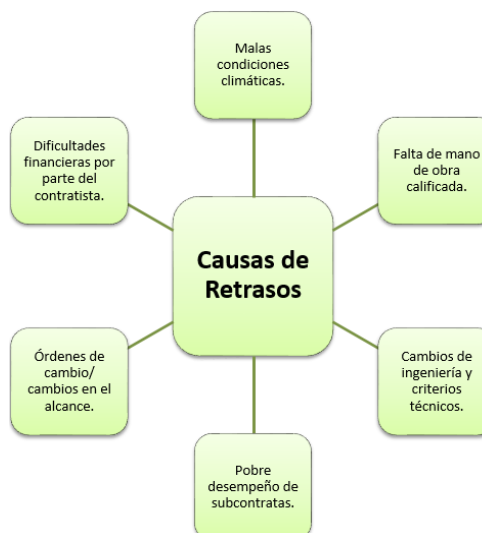 Malas
condiciones
climáticas.
Dificultades
financieras por
parte del
contratista.
Falta de mano
de obra
calificada.
Causas de
Retrasos
Órdenes de
cambio/
cambios en el
alcance.
Cambios de
ingeniería y
criterios
técnicos.
Pobre
desempeño de
subcontratas.